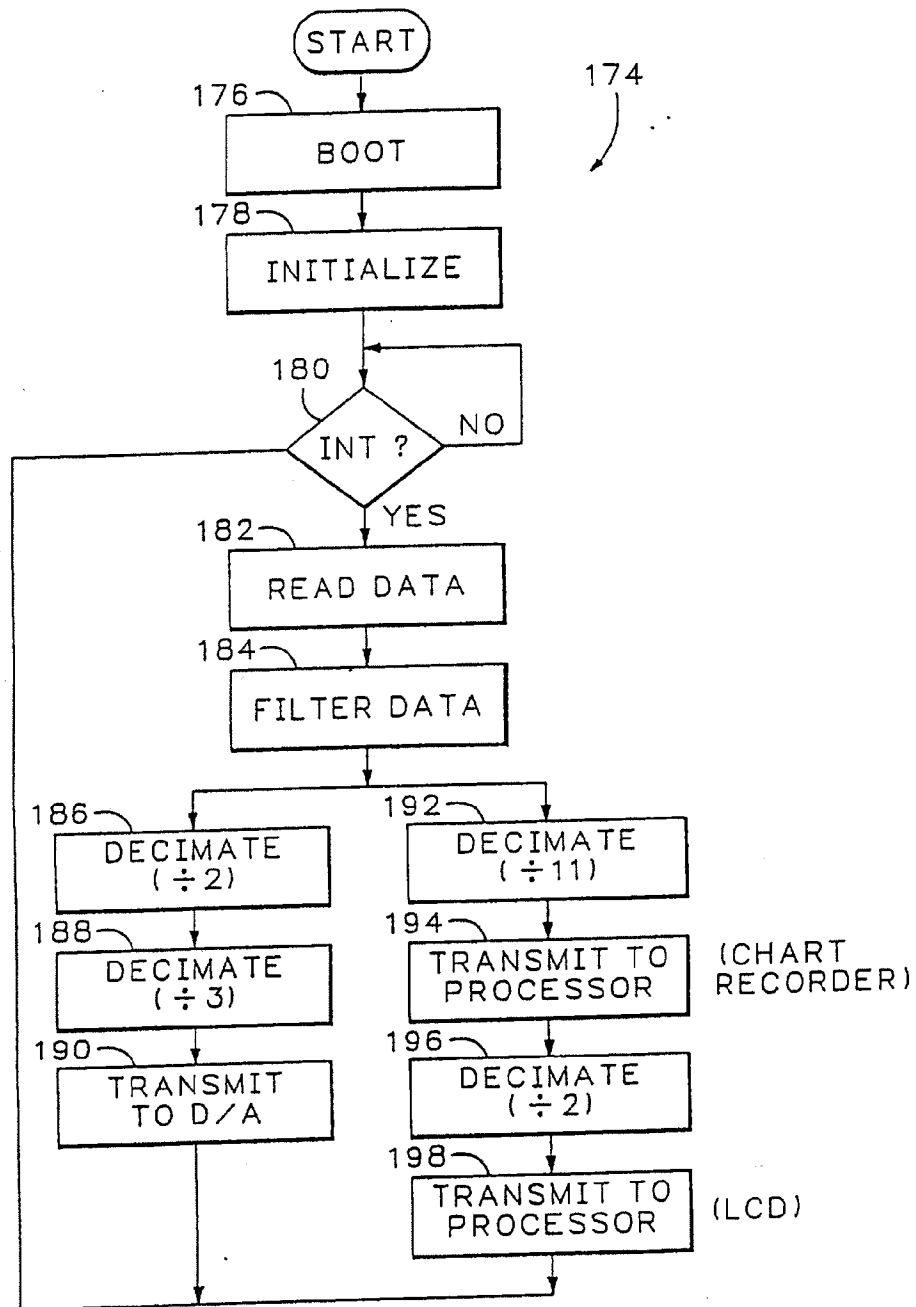 START
174
176
BOOT
178
INITIALIZE
180
INT ?
NO
YES
182
READ DATA
184
FILTER DATA
186
DECIMATE
(÷2)
188
DECIMATE
(÷3)
190
TRANSMIT
TO D/A
192
DECIMATE
(÷11)
194
TRANSMIT TO
PROCESSOR
(CHART
RECORDER)
196
DECIMATE
(÷2)
198
TRANSMIT TO
PROCESSOR
(LCD)